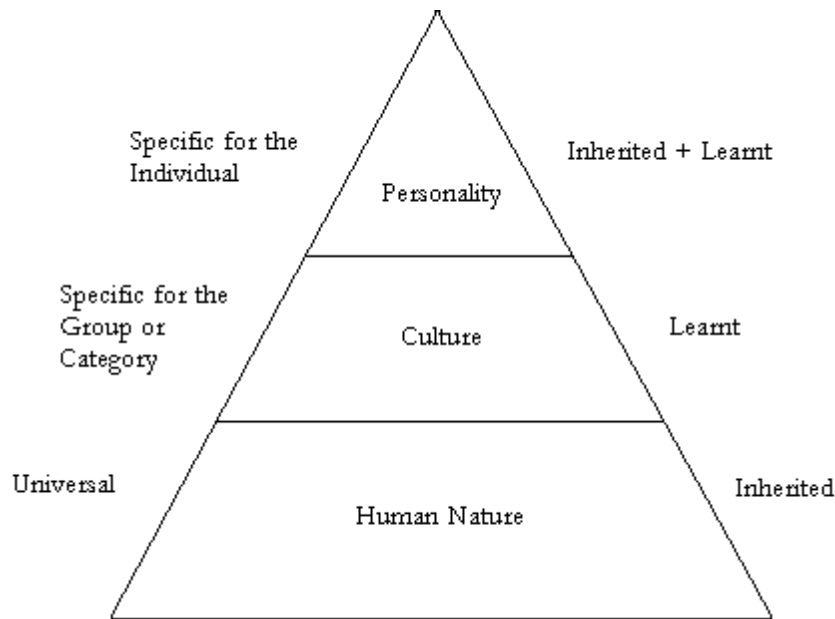 Specific for the
Individual
Inherited + Learnt
Personality
Specific for the
Group or
Category
Culture
Learnt
Universal
Human Nature
Inherited